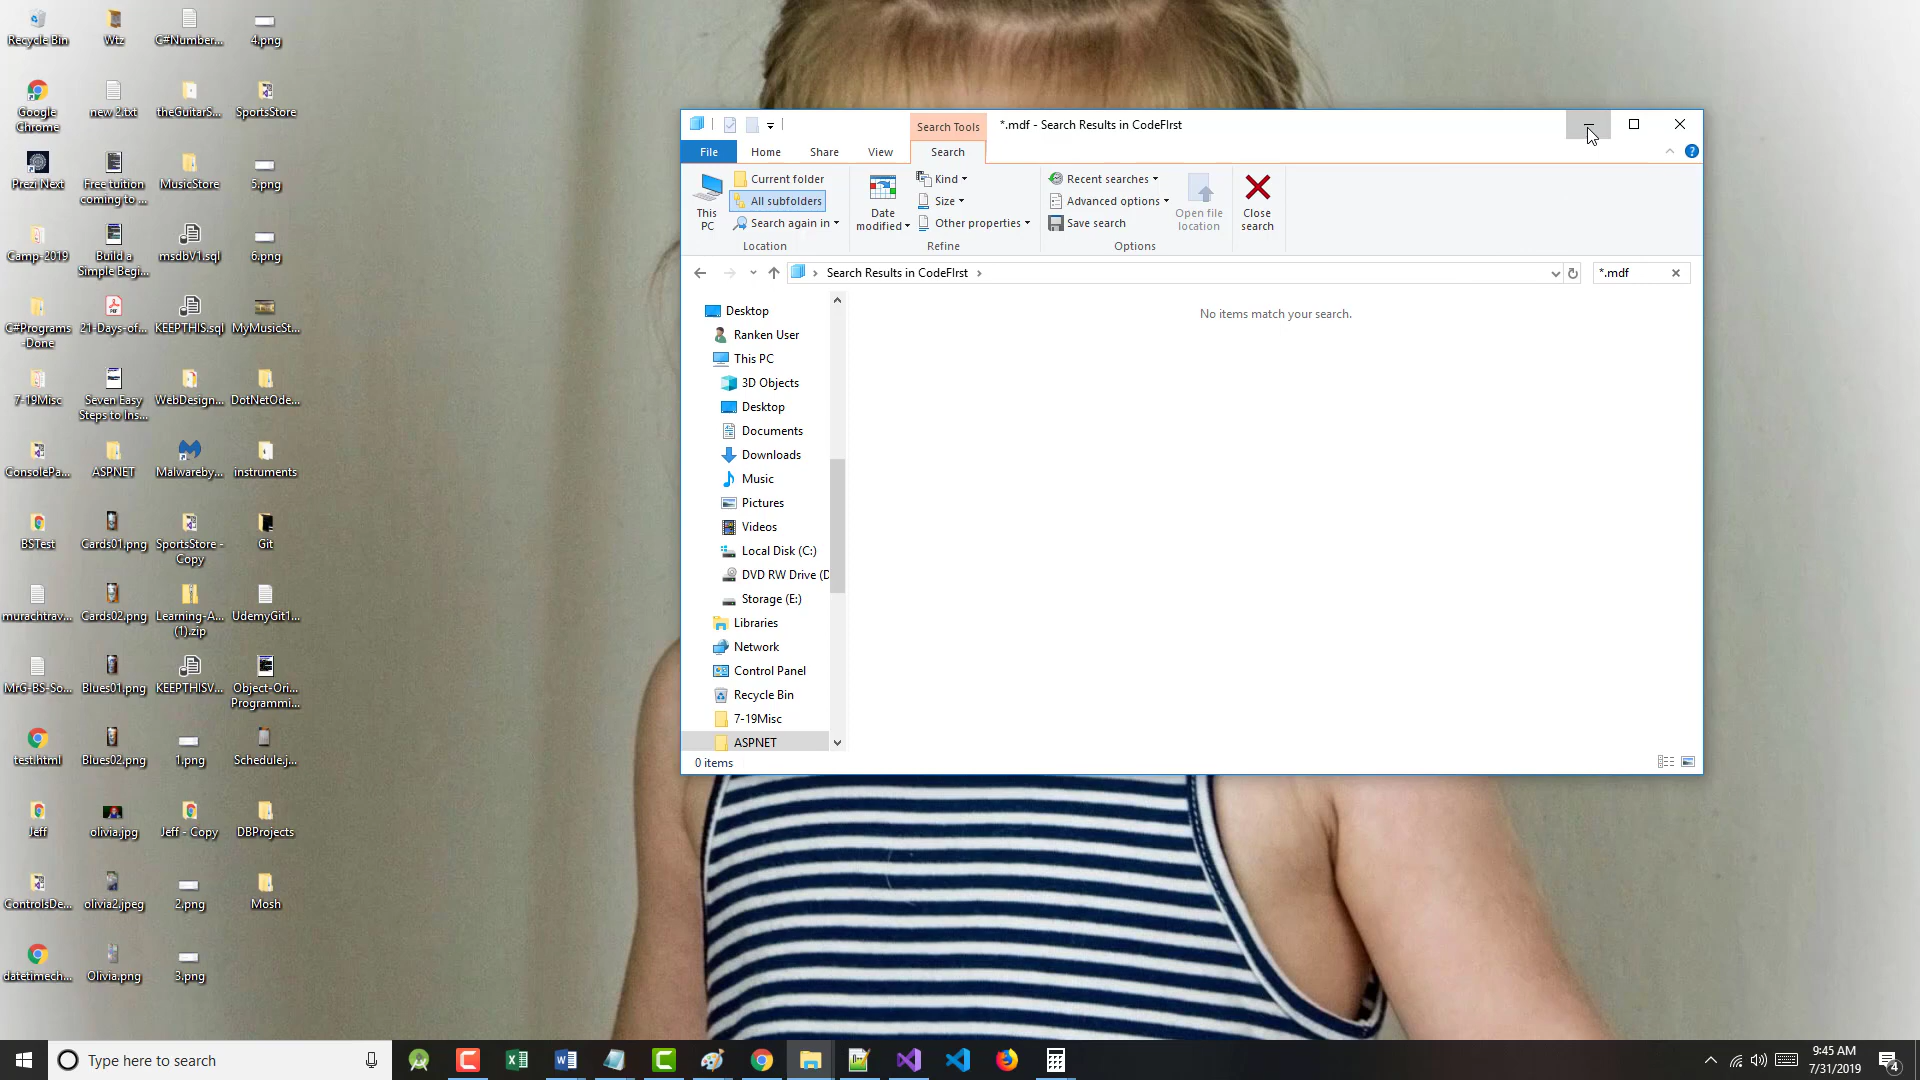 Recycle Bin
Wtz
C#Number...
4.png
Google
Chrome
new 2.txt
theGuitarS...
SportsStore
Prezi Next
Free tuition
coming to ...
MusicStore
5.png
Camp-2019
Build a
Simple Begi...
msdbV1.sql
6.png
C#Programs
-Done
21-Days-of...
KEEPTHIS.sql
MyMusicSt...
7-19Misc
Seven Easy
Steps to Ins...
WebDesign...
DotNetOde...
ConsolePa...
ASPNET
Malwareby...
instruments
BSTest
Cards01.png
SportsStore -
Copy
Git
murachtrav...
Cards02.png
Learning-A...
(1).zip
UdemyGit1...
MrG-BS-So...
Blues01.png
KEEPTHISV...
Object-Ori...
Programmi...
test.html
Blues02.png
1.png
Schedule.j...
Jeff
olivia.jpg
Jeff - Copy
DBProjects
ControlsDe...
olivia2.jpeg
2.png
Mosh
datetimech...
Olivia.png
3.png
Search Tools
*.mdf - Search Results in CodeFIrst
File
Home
Share
View
Search
This
PC
Current folder
All subfolders
Search again in
Location
Date
modified
Kind
Size
Other properties
Refine
Recent searches
Advanced options
Save search
Options
Open file
location
Close
search
Search Results in CodeFIrst
*.mdf
Desktop
Ranken User
This PC
3D Objects
Desktop
Documents
Downloads
Music
Pictures
Videos
Local Disk (C:)
DVD RW Drive (D
Storage (E:)
Libraries
Network
Control Panel
Recycle Bin
7-19Misc
ASPNET
No items match your search.
0 items
Type here to search
9:45 AM
7/31/2019
4